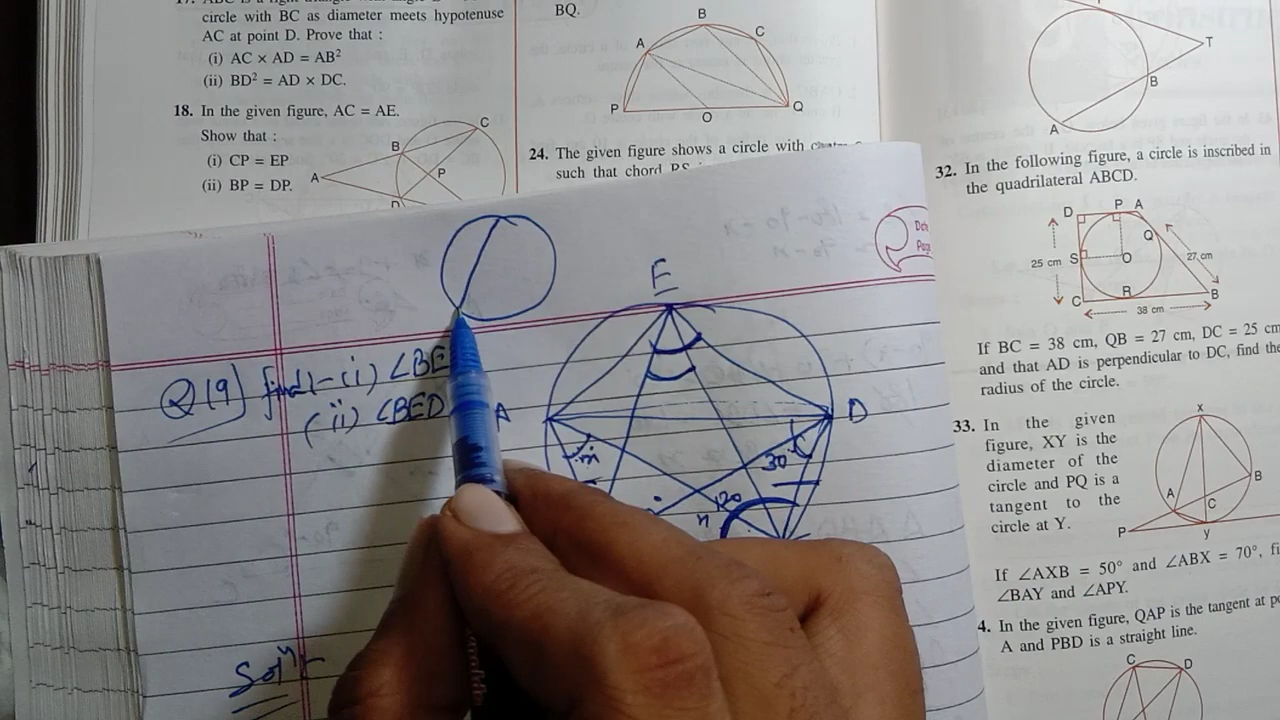 circle with BC as diameter meets hypotenuse
AC at point D. Prove that :
(i) AC × AD = AB²
(ii) BD² = AD × DC.
18. In the given figure, AC = AE.
Show that :
(i) CP = EP
(ii) BP = DP.
A
B
C
P
D
BQ.
A
B
C
P
O
Q
24. The given figure shows a circle with
such that chord
T
B
A
32. In the following figure, a circle is inscribed in
the quadrilateral ABCD.
D
P
A
Q
25 cm
S
O
27 cm
C
R
B
38 cm
If BC = 38 cm, QB = 27 cm, DC = 25 cm
and that AD is perpendicular to DC, find the
radius of the circle.
33. In the given
figure, XY is the
diameter of the
circle and PQ is a
tangent to the
circle at Y.
X
A
B
C
P
y
If ∠AXB = 50° and ∠ABX = 70°,
∠BAY and ∠APY.
4. In the given figure, QAP is the tangent at
A and PBD is a straight line.
C
D
Q19) find:-(i) ∠BE
(ii) ∠BED
E
A
D
30
120
Solⁿ